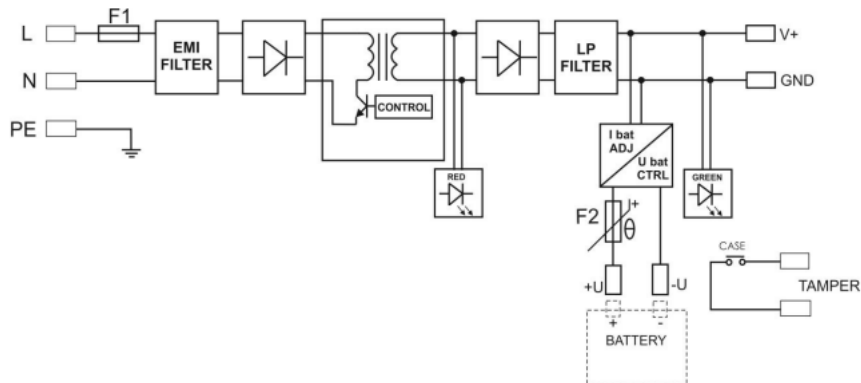 F1
L
N
PE
EMI
FILTER
CONTROL
RED
LP
FILTER
V+
GND
I bat
ADJ
U bat
CTRL
GREEN
F2
I+
θ
+U
-U
+
-
BATTERY
CASE
TAMPER